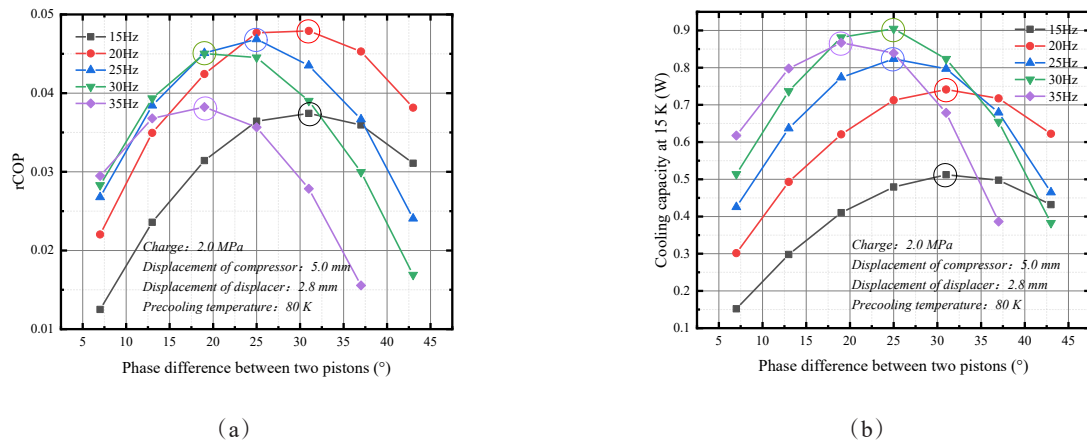 (a)
0.05
0.04
0.03
0.02
0.01
rCOP
15Hz
20Hz
25Hz
30Hz
35Hz
Charge：2.0 MPa
Displacement of compressor：5.0 mm
Displacement of displacer：2.8 mm
Precooling temperature：80 K
5 10 15 20 25 30 35 40 45
Phase difference between two pistons (°)
(b)
0.9
0.8
0.7
0.6
0.5
0.4
0.3
0.2
0.1
Cooling capacity at 15 K (W)
15Hz
20Hz
25Hz
30Hz
35Hz
Charge：2.0 MPa
Displacement of compressor：5.0 mm
Displacement of displacer：2.8 mm
Precooling temperature：80 K
5 10 15 20 25 30 35 40 45
Phase difference between two pistons (°)
（a）
（b）